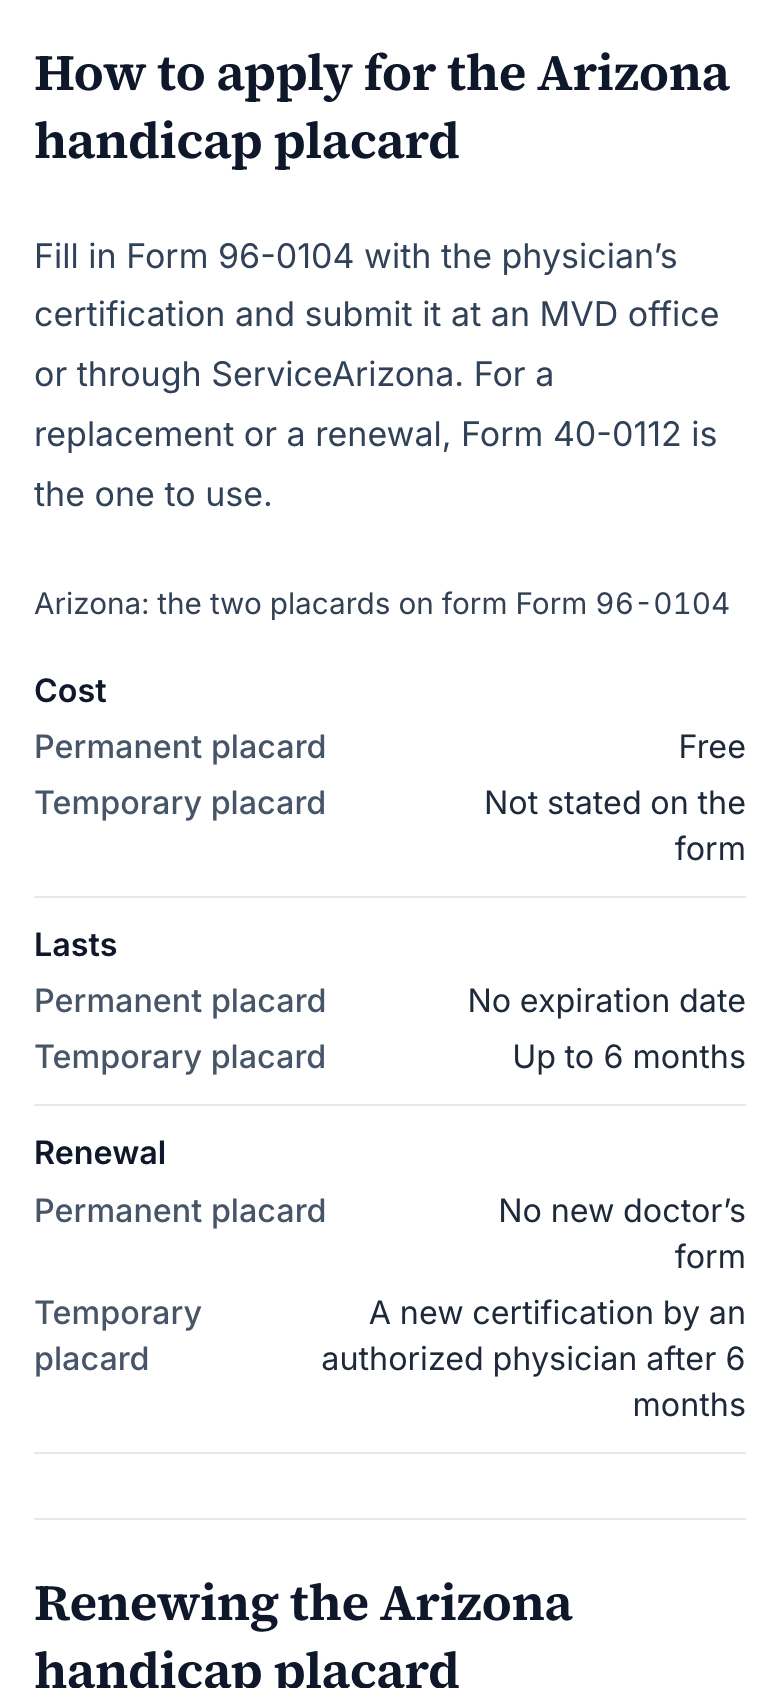 How to apply for the Arizona
handicap placard
Fill in Form 96-0104 with the physician’s
certification and submit it at an MVD office
or through ServiceArizona. For a
replacement or a renewal, Form 40-0112 is
the one to use.
Arizona: the two placards on form Form 96-0104
Cost
Permanent placard Free
Temporary placard Not stated on the
form
Lasts
Permanent placard No expiration date
Temporary placard Up to 6 months
Renewal
Permanent placard No new doctor’s
form
Temporary A new certification by an
placard authorized physician after 6
months
Renewing the Arizona
handicap placard